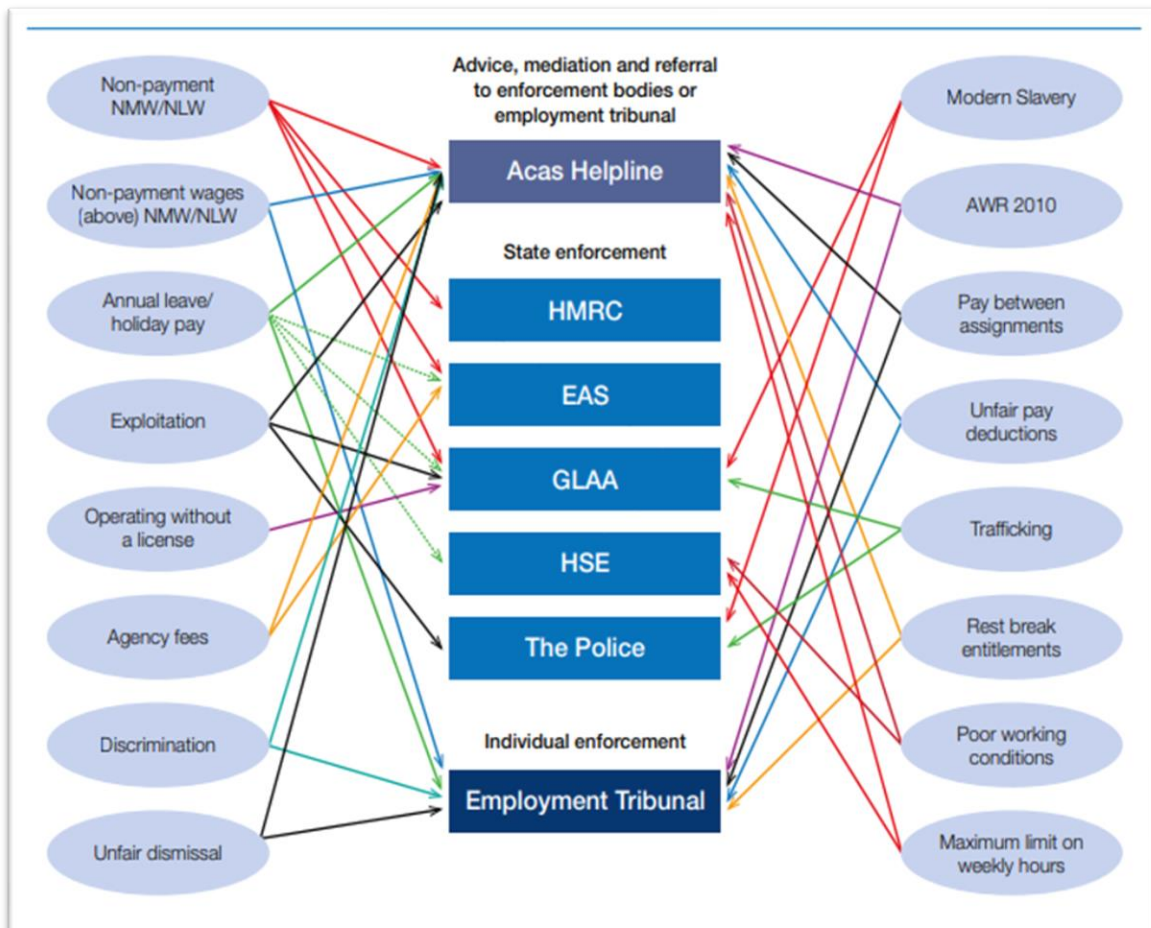 Non-payment
NMW/NLW
Non-payment wages
(above) NMW/NLW
Annual leave/
holiday pay
Exploitation
Operating without
a license
Agency fees
Discrimination
Unfair dismissal
Advice, mediation and referral
to enforcement bodies or
employment tribunal
Acas Helpline
State enforcement
HMRC
EAS
GLAA
HSE
The Police
Individual enforcement
Employment Tribunal
Modern Slavery
AWR 2010
Pay between
assignments
Unfair pay
deductions
Trafficking
Rest break
entitlements
Poor working
conditions
Maximum limit on
weekly hours